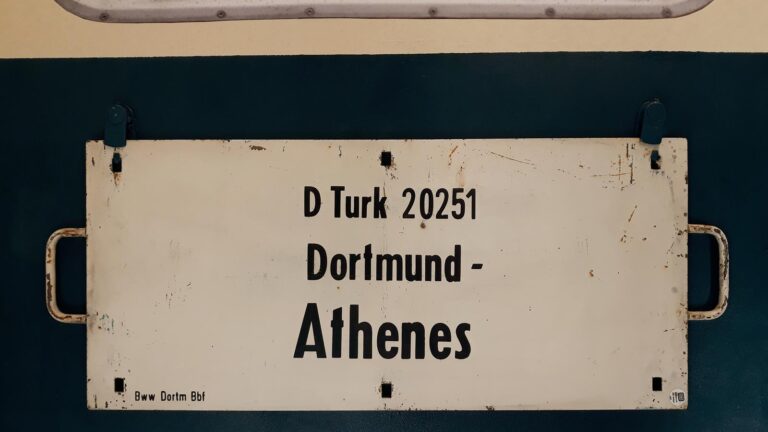 D Turk 20251
Dortmund -
Athenes
Bww Dortm Bbf